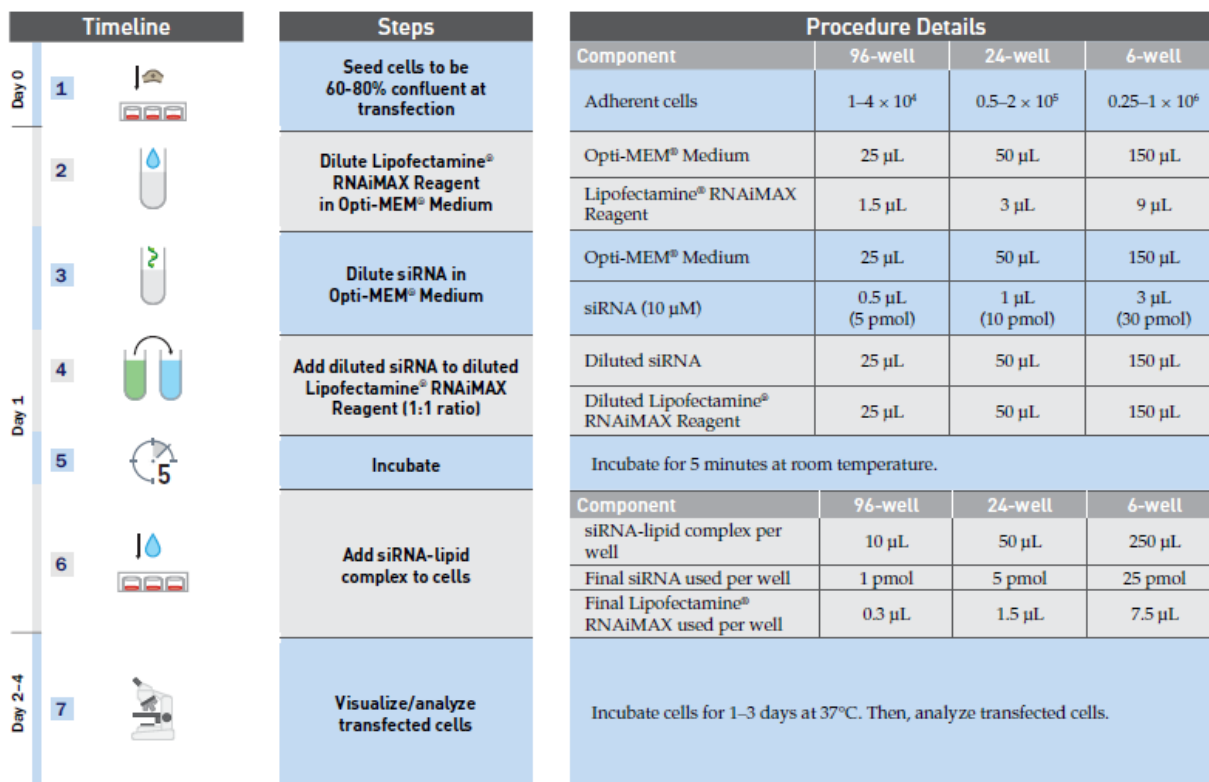 Timeline
Steps
Procedure Details
Day 0
1
Seed cells to be
60-80% confluent at
transfection
Component 96-well 24-well 6-well
Adherent cells 1–4 × 10⁴ 0.5–2 × 10⁵ 0.25–1 × 10⁶
Day 1
2
Dilute Lipofectamine®
RNAiMAX Reagent
in Opti-MEM® Medium
Opti-MEM® Medium 25 µL 50 µL 150 µL
Lipofectamine® RNAiMAX
Reagent 1.5 µL 3 µL 9 µL
3
Dilute siRNA in
Opti-MEM® Medium
Opti-MEM® Medium 25 µL 50 µL 150 µL
siRNA (10 µM) 0.5 µL 1 µL 3 µL
(5 pmol) (10 pmol) (30 pmol)
4
Add diluted siRNA to diluted
Lipofectamine® RNAiMAX
Reagent (1:1 ratio)
Diluted siRNA 25 µL 50 µL 150 µL
Diluted Lipofectamine®
RNAiMAX Reagent 25 µL 50 µL 150 µL
5
5
Incubate
Incubate for 5 minutes at room temperature.
6
Add siRNA-lipid
complex to cells
Component 96-well 24-well 6-well
siRNA-lipid complex per
well 10 µL 50 µL 250 µL
Final siRNA used per well 1 pmol 5 pmol 25 pmol
Final Lipofectamine®
RNAiMAX used per well 0.3 µL 1.5 µL 7.5 µL
Day 2–4
7
Visualize/analyze
transfected cells
Incubate cells for 1–3 days at 37°C. Then, analyze transfected cells.